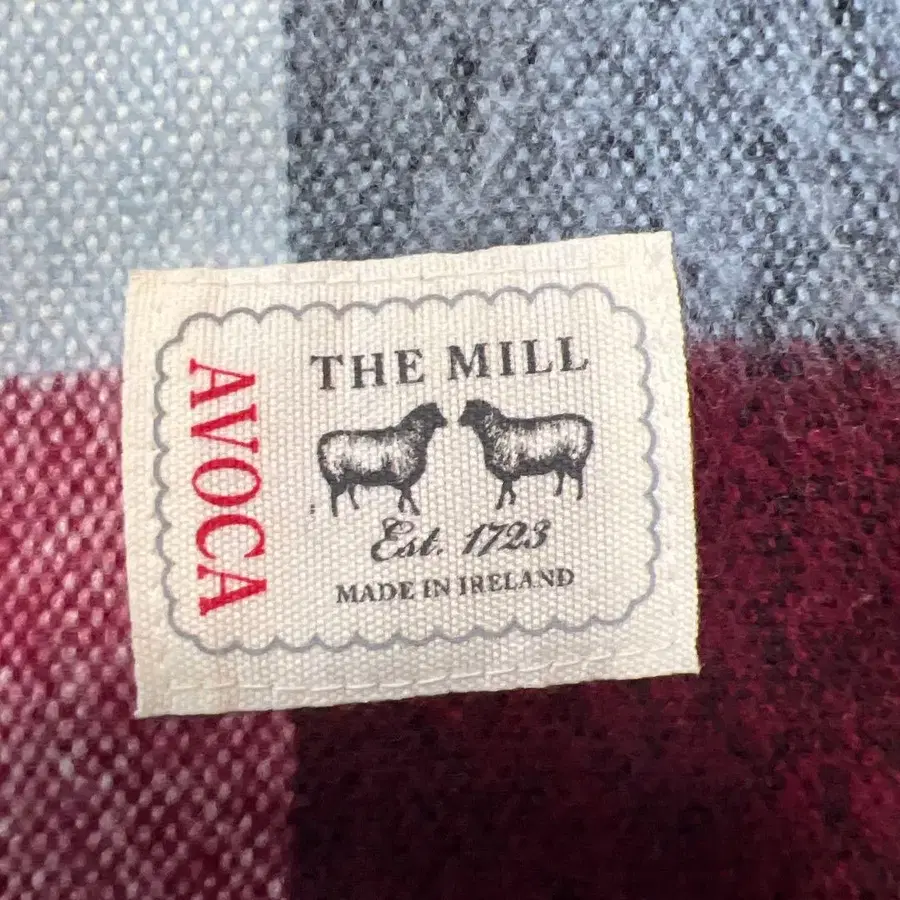 AVOCA
THE MILL
Est. 1723
MADE IN IRELAND